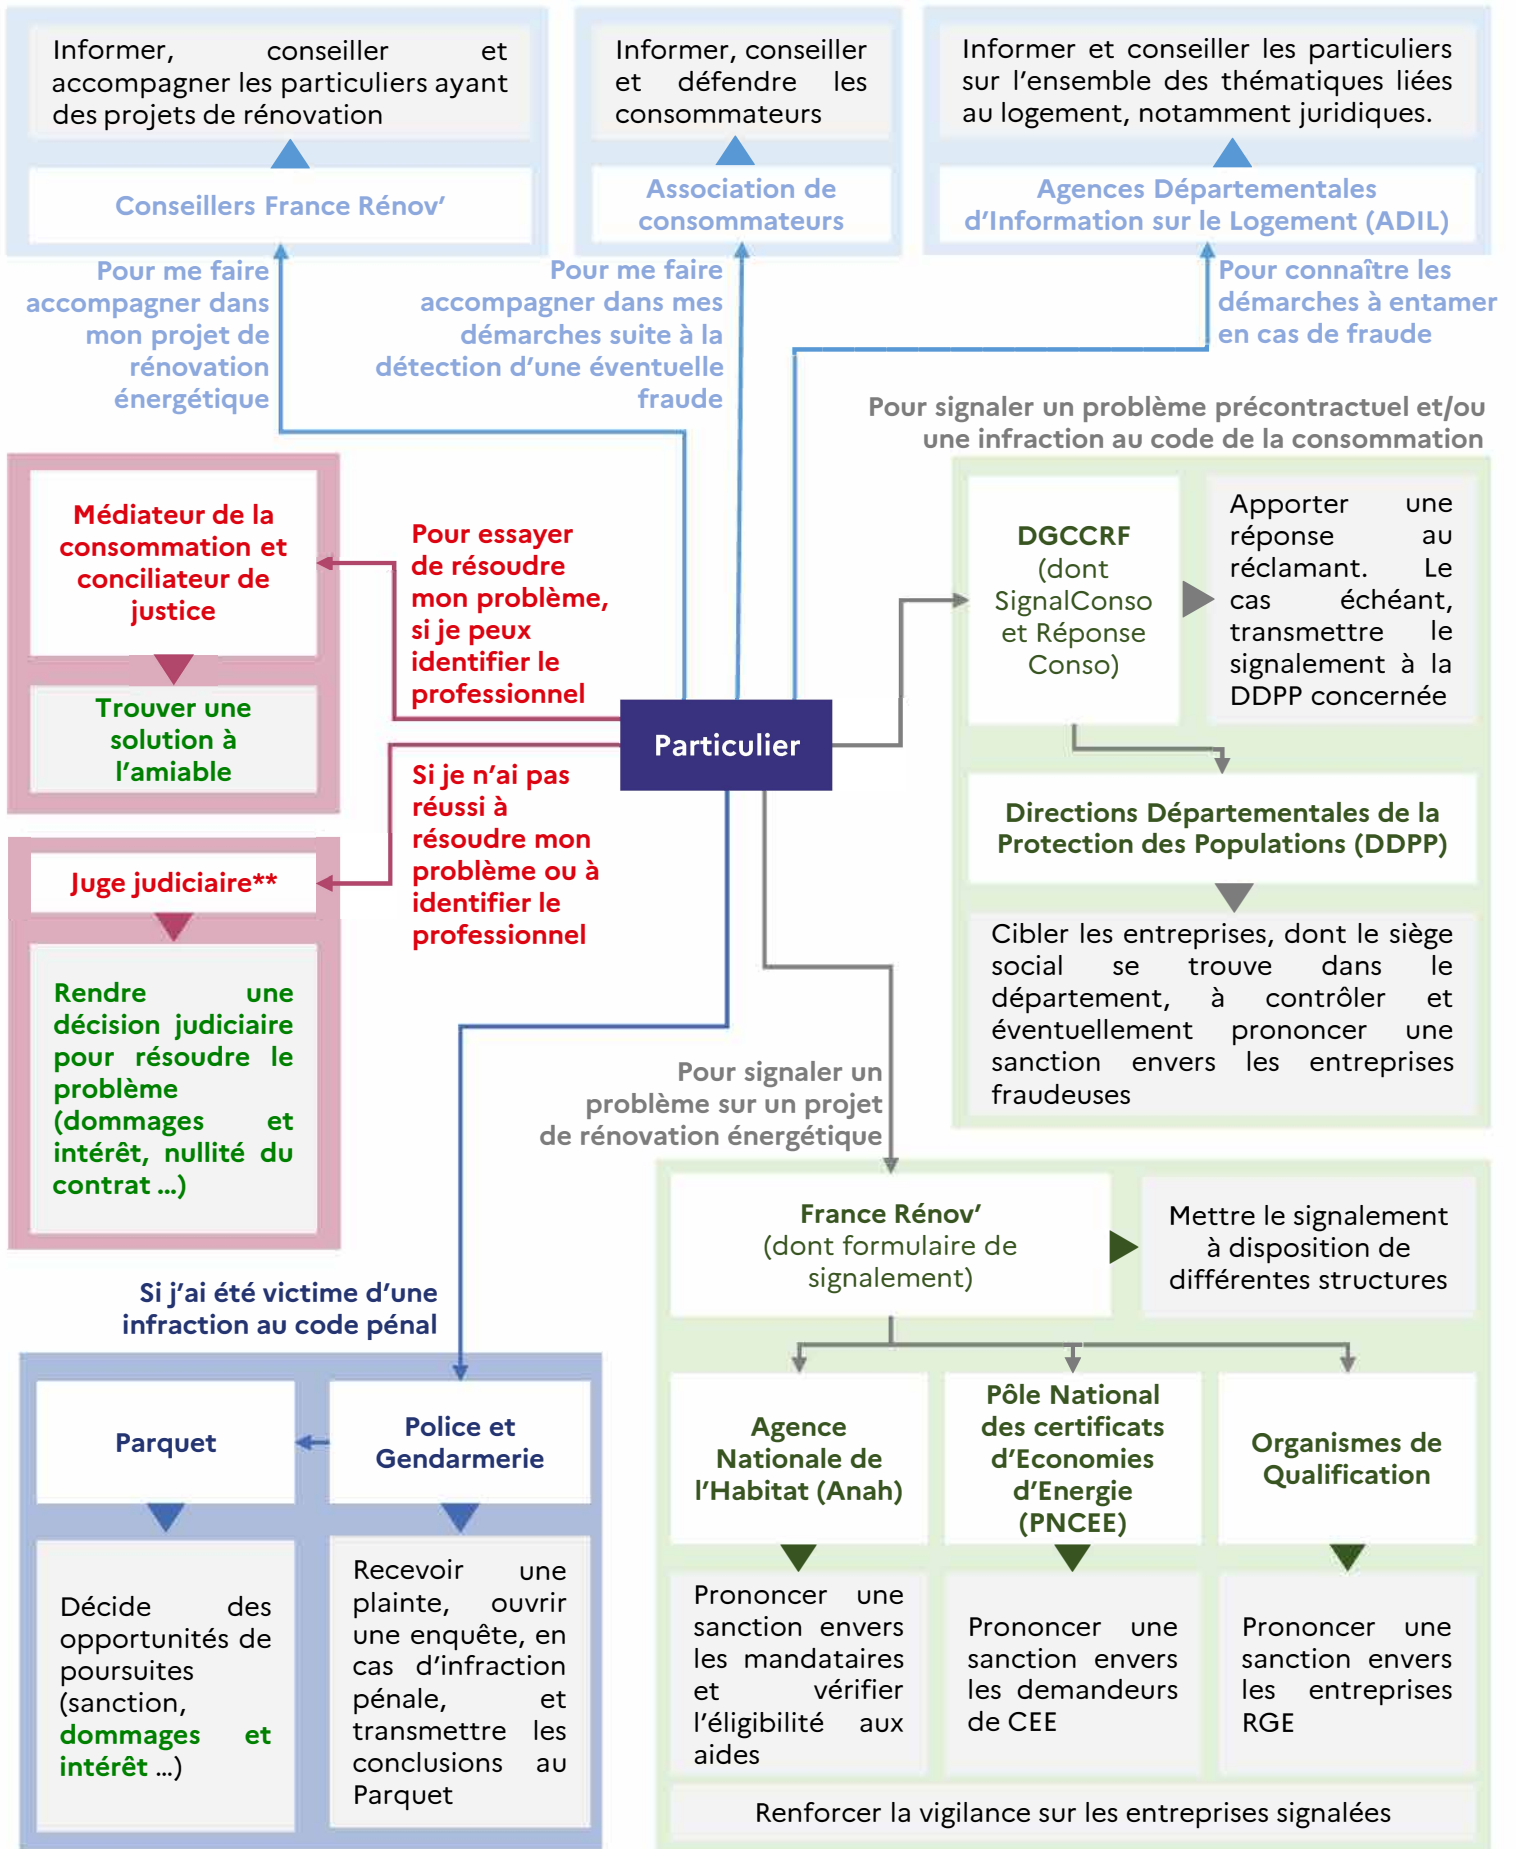 Informer, conseiller et
accompagner les particuliers ayant
des projets de rénovation
Conseillers France Rénov’
Pour me faire
accompagner dans
mon projet de
rénovation
énergétique
Informer, conseiller
et défendre les
consommateurs
Association de
consommateurs
Pour me faire
accompagner dans mes
démarches suite à la
détection d’une éventuelle
fraude
Informer et conseiller les particuliers
sur l’ensemble des thématiques liées
au logement, notamment juridiques.
Agences Départementales
d’Information sur le Logement (ADIL)
Pour connaître les
démarches à entamer
en cas de fraude
Médiateur de la
consommation et
conciliateur de
justice
Trouver une
solution à
l’amiable
Pour essayer
de résoudre
mon problème,
si je peux
identifier le
professionnel
Particulier
Pour signaler un problème précontractuel et/ou
une infraction au code de la consommation
DGCCRF
(dont
SignalConso
et Réponse
Conso)
Apporter une
réponse au
réclamant. Le
cas échéant,
transmettre le
signalement à la
DDPP concernée
Directions Départementales de la
Protection des Populations (DDPP)
Cibler les entreprises, dont le siège
social se trouve dans le
département, à contrôler et
éventuellement prononcer une
sanction envers les entreprises
fraudeuses
Juge judiciaire**
Rendre une
décision judiciaire
pour résoudre le
problème
(dommages et
intérêt, nullité du
contrat …)
Si je n’ai pas
réussi à
résoudre mon
problème ou à
identifier le
professionnel
Pour signaler un
problème sur un projet
de rénovation énergétique
France Rénov’
(dont formulaire de
signalement)
Mettre le signalement
à disposition de
différentes structures
Si j’ai été victime d’une
infraction au code pénal
Parquet
Décide des
opportunités de
poursuites
(sanction,
dommages et
intérêt …)
Police et
Gendarmerie
Recevoir une
plainte, ouvrir
une enquête, en
cas d’infraction
pénale, et
transmettre les
conclusions au
Parquet
Agence
Nationale de
l’Habitat (Anah)
Prononcer une
sanction envers
les mandataires
et vérifier
l’éligibilité aux
aides
Pôle National
des certificats
d’Economies
d’Energie
(PNCEE)
Prononcer une
sanction envers
les demandeurs
de CEE
Organismes de
Qualification
Prononcer une
sanction envers
les entreprises
RGE
Renforcer la vigilance sur les entreprises signalées